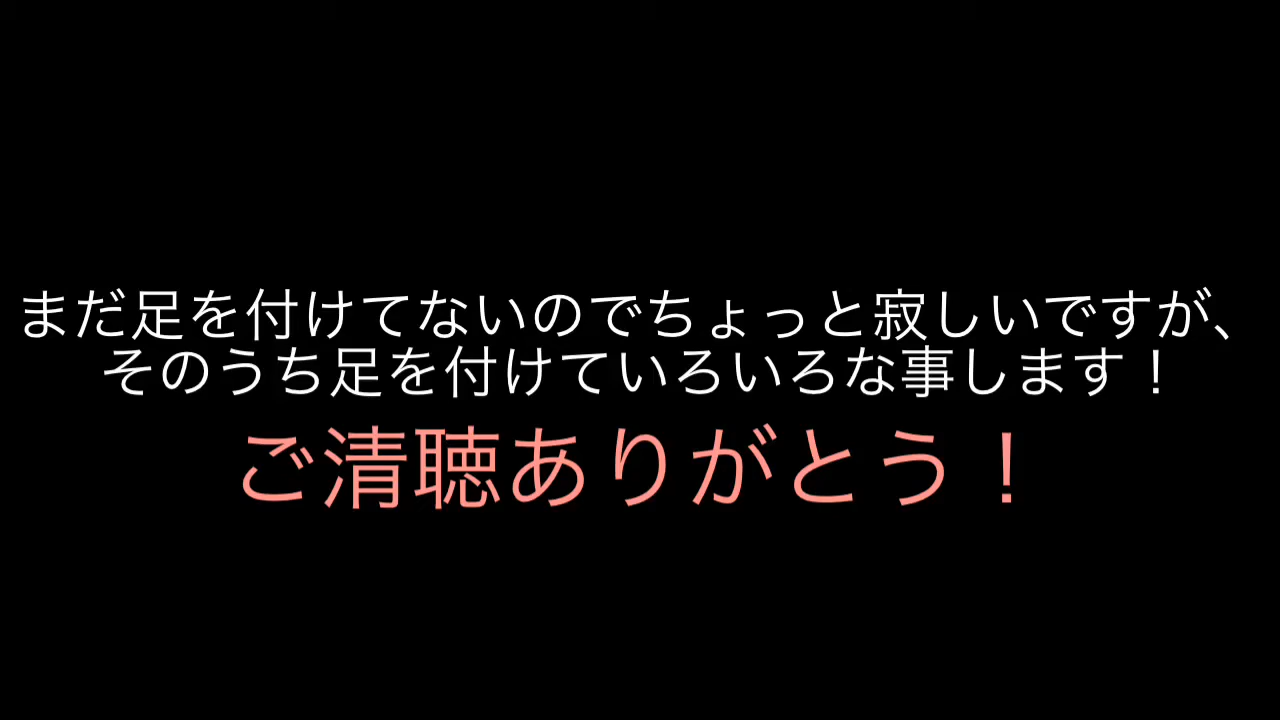 まだ足を付けてないのでちょっと寂しいですが、
そのうち足を付けていろいろな事します！
ご清聴ありがとう！